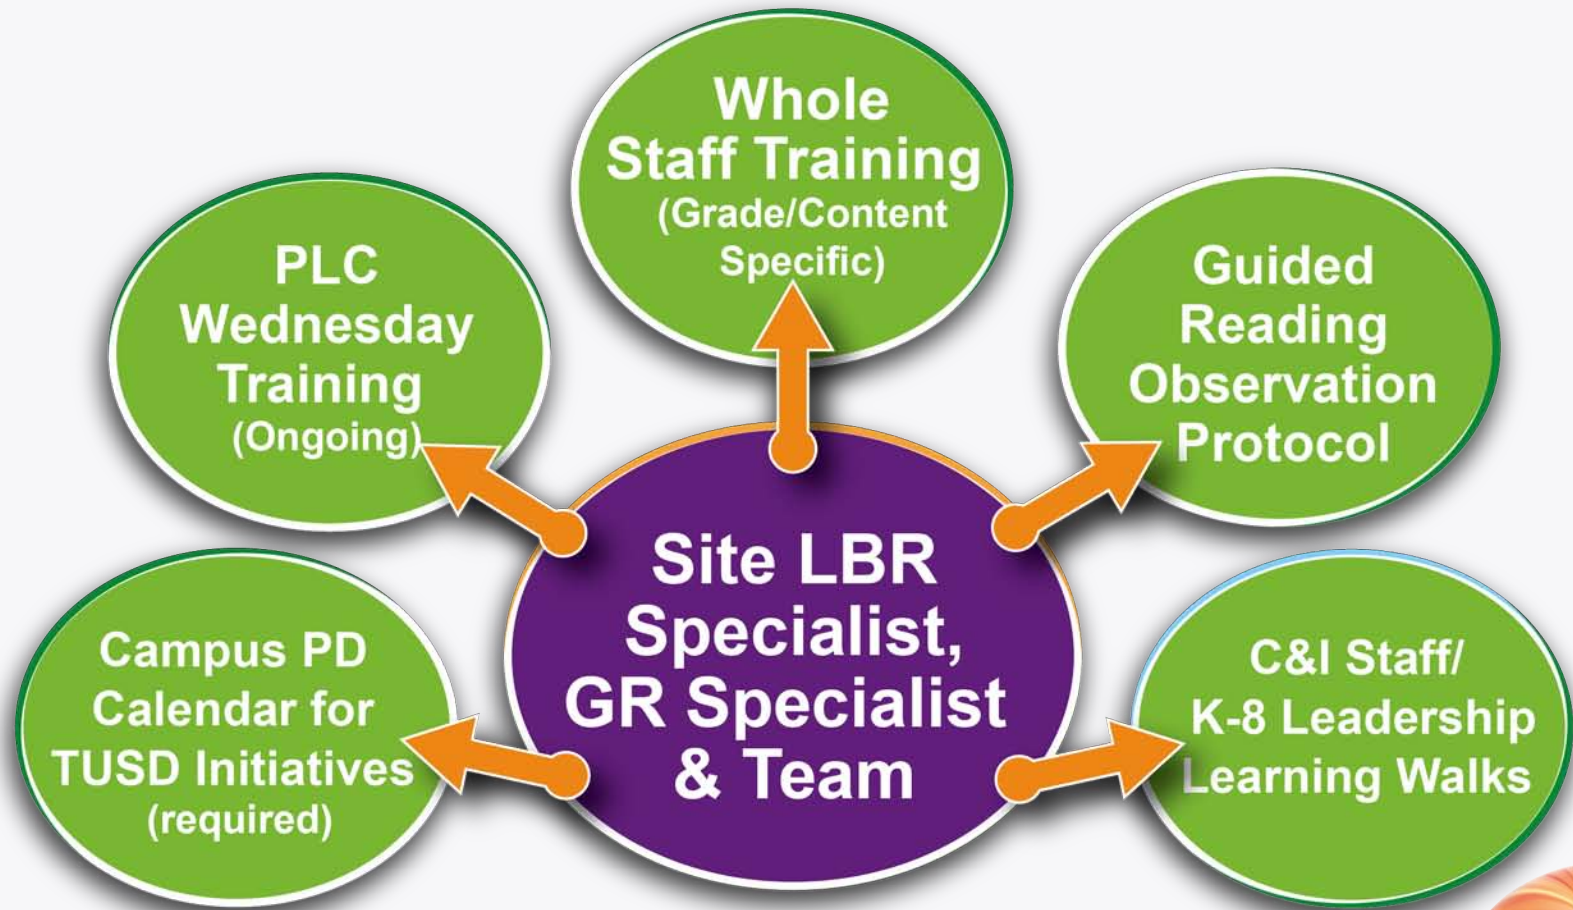 Whole
Staff Training
(Grade/Content
Specific)
PLC
Wednesday
Training
(Ongoing)
Guided
Reading
Observation
Protocol
Site LBR
Specialist,
GR Specialist
& Team
Campus PD
Calendar for
TUSD Initiatives
(required)
C&I Staff/
K-8 Leadership
Learning Walks